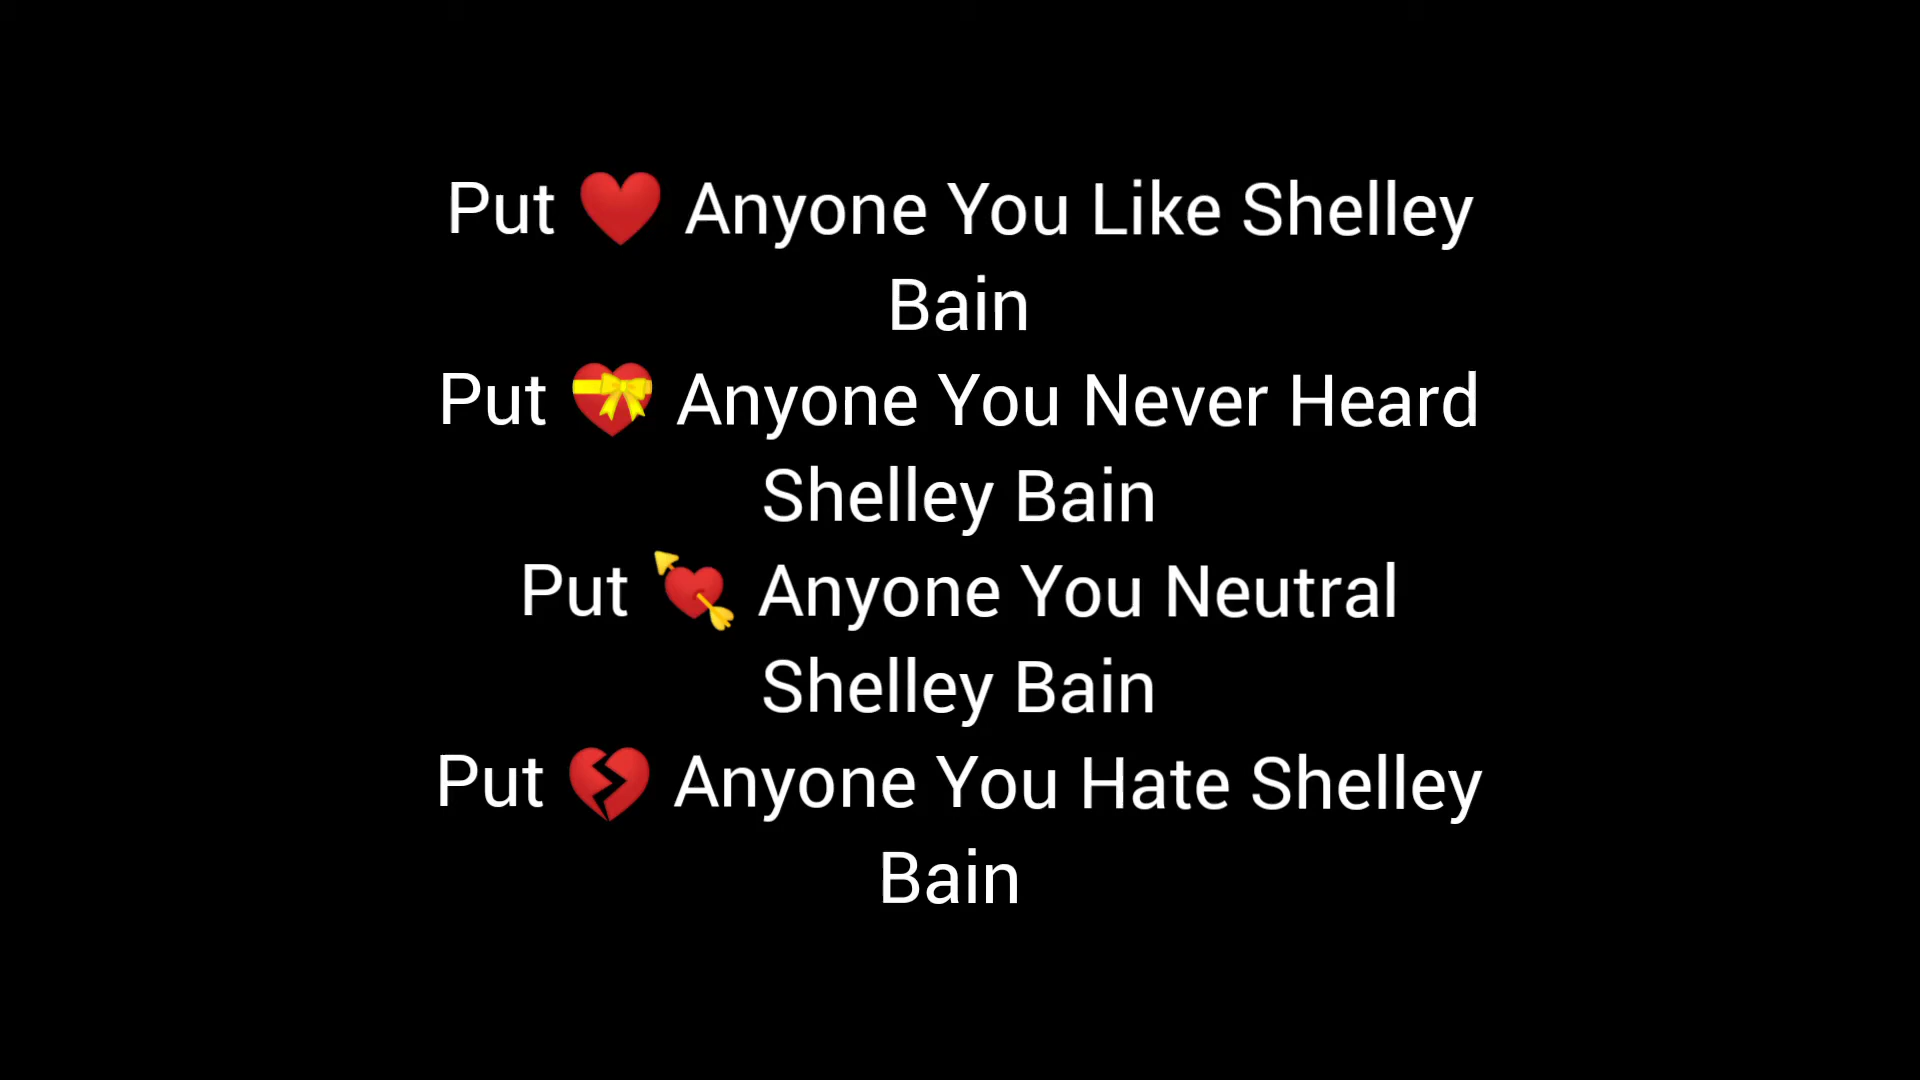 Put ❤️ Anyone You Like Shelley
Bain
Put 💝 Anyone You Never Heard
Shelley Bain
Put 💘 Anyone You Neutral
Shelley Bain
Put 💔 Anyone You Hate Shelley
Bain